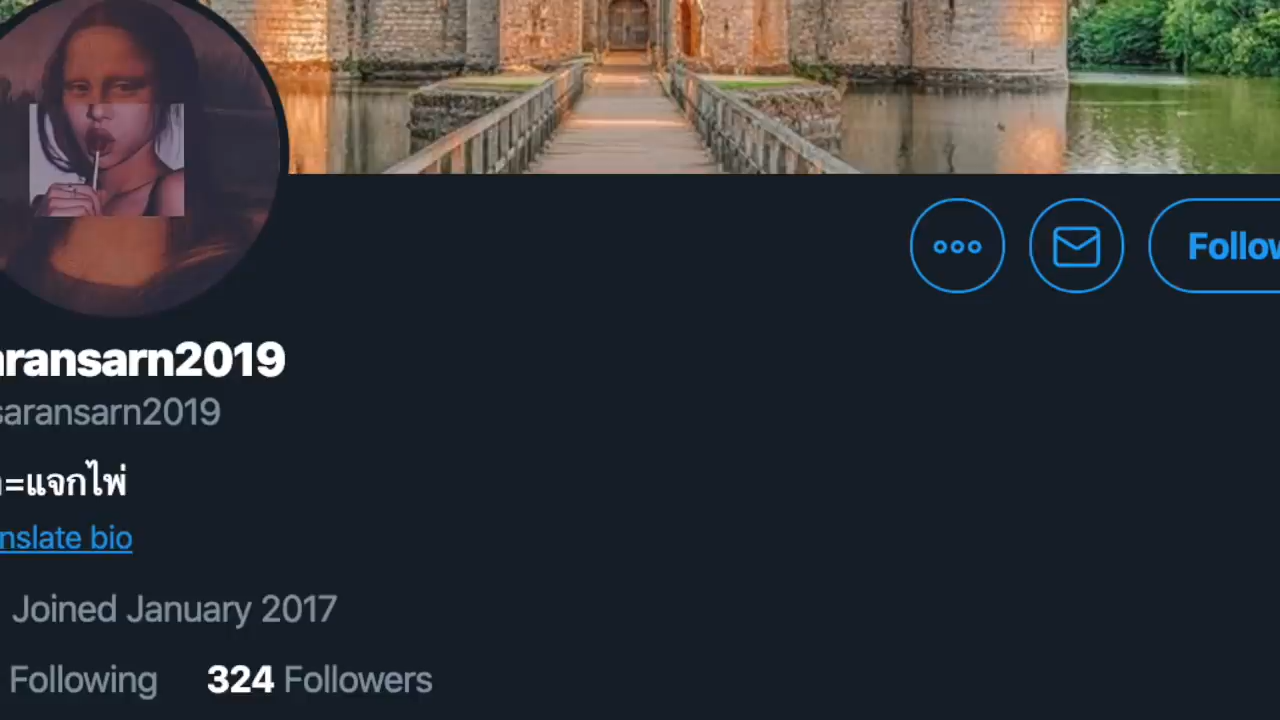 Follow
aransarn2019
saransarn2019
=แจกไพ่
nslate bio
Joined January 2017
Following 324 Followers